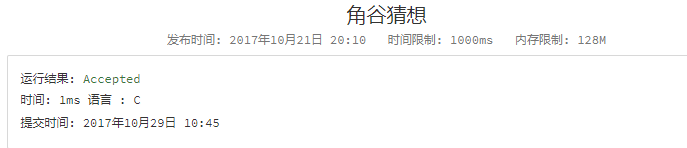 角谷猜想
发布时间: 2017年10月21日 20:10 时间限制: 1000ms 内存限制: 128M
运行结果: Accepted
时间: 1ms 语言 : C
提交时间: 2017年10月29日 10:45